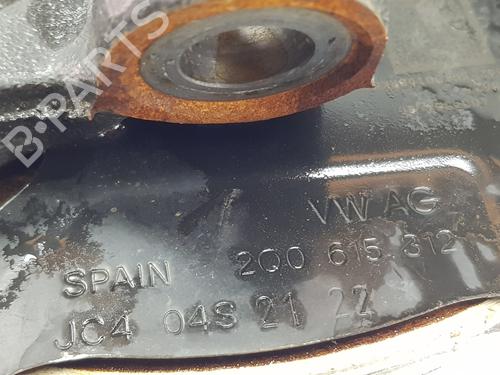 B-PARTS
VW AG
SPAIN 2Q0 615 312
JC4 04S 21 22